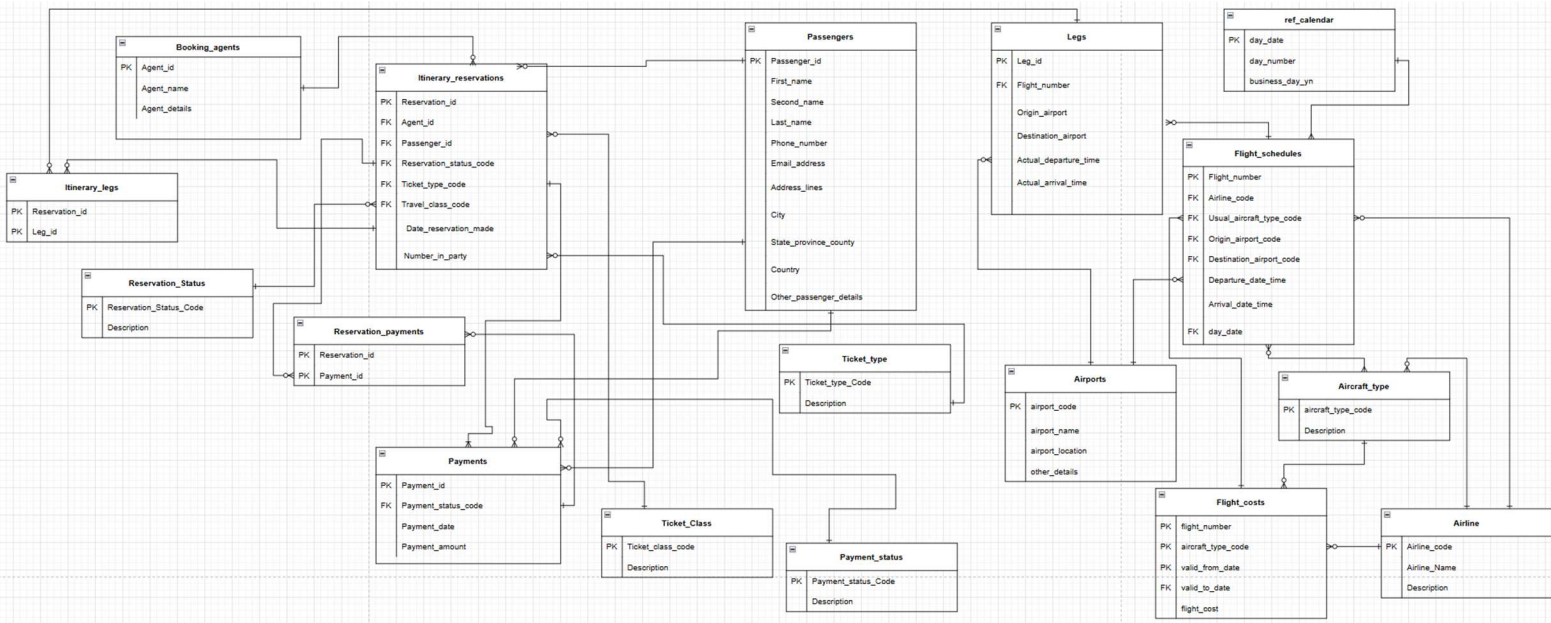 Booking_agents
PK Agent_id
Agent_name
Agent_details
Itinerary_reservations
PK Reservation_id
FK Agent_id
FK Passenger_id
FK Reservation_status_code
FK Ticket_type_code
FK Travel_class_code
Date_reservation_made
Number_in_party
Passengers
PK Passenger_id
First_name
Second_name
Last_name
Phone_number
Email_address
Address_lines
City
State_province_county
Country
Other_passenger_details
Legs
PK Leg_id
FK Flight_number
Origin_airport
Destination_airport
Actual_departure_time
Actual_arrival_time
ref_calendar
PK day_date
day_number
business_day_yn
Itinerary_legs
PK Reservation_id
PK Leg_id
Flight_schedules
PK Flight_number
FK Airline_code
FK Usual_aircraft_type_code
FK Origin_airport_code
FK Destination_airport_code
Departure_date_time
Arrival_date_time
FK day_date
Reservation_Status
PK Reservation_Status_Code
Description
Reservation_payments
PK Reservation_id
PK Payment_id
Ticket_type
PK Ticket_type_Code
Description
Airports
PK airport_code
airport_name
airport_location
other_details
Aircraft_type
PK aircraft_type_code
Description
Payments
PK Payment_id
FK Payment_status_code
Payment_date
Payment_amount
Ticket_Class
PK Ticket_class_code
Description
Payment_status
PK Payment_status_Code
Description
Flight_costs
PK flight_number
PK aircraft_type_code
PK valid_from_date
FK valid_to_date
flight_cost
Airline
PK Airline_code
Airline_Name
Description